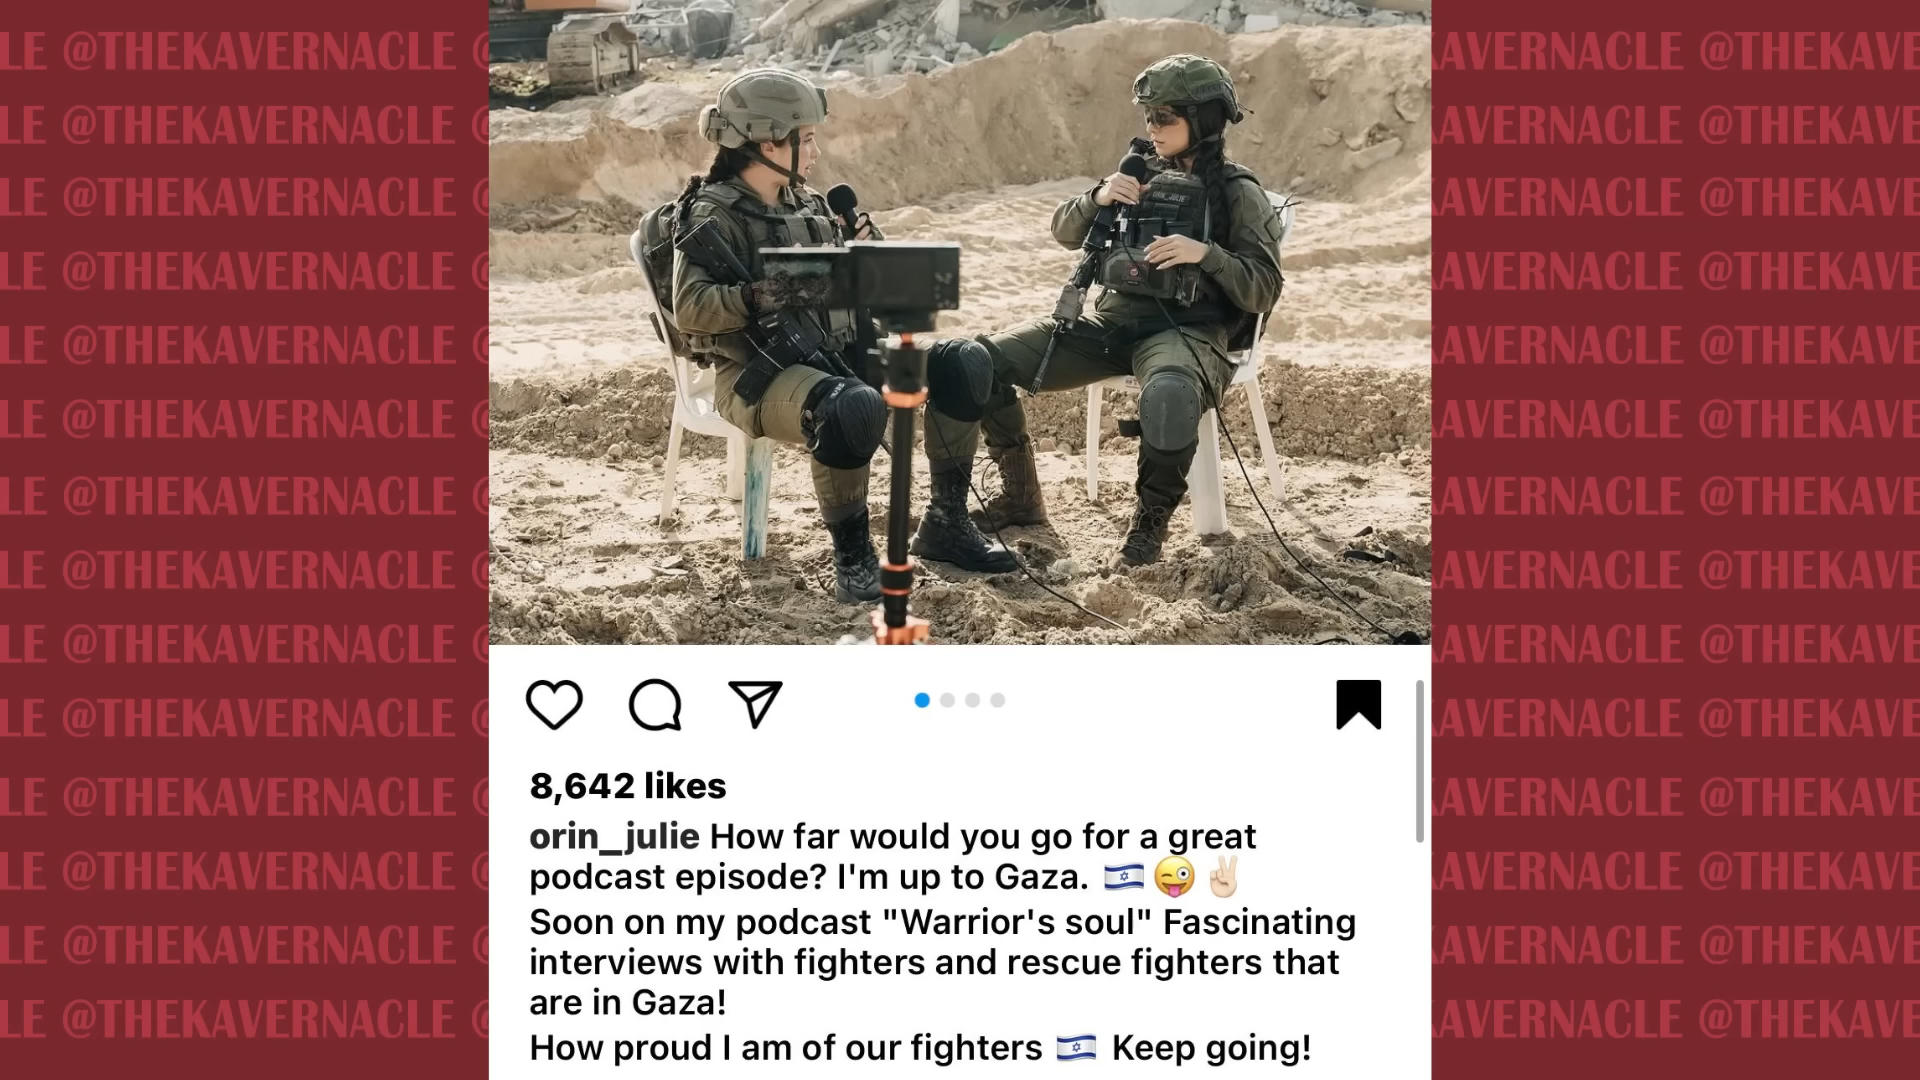 LE @THEKAVERNACLE @
KAVERNACLE @THEKAVE
ORIN_JULIE
8,642 likes
orin_julie How far would you go for a great
podcast episode? I'm up to Gaza. 🇮🇱 😜 ✌🏻
Soon on my podcast "Warrior's soul" Fascinating
interviews with fighters and rescue fighters that
are in Gaza!
How proud I am of our fighters 🇮🇱 Keep going!